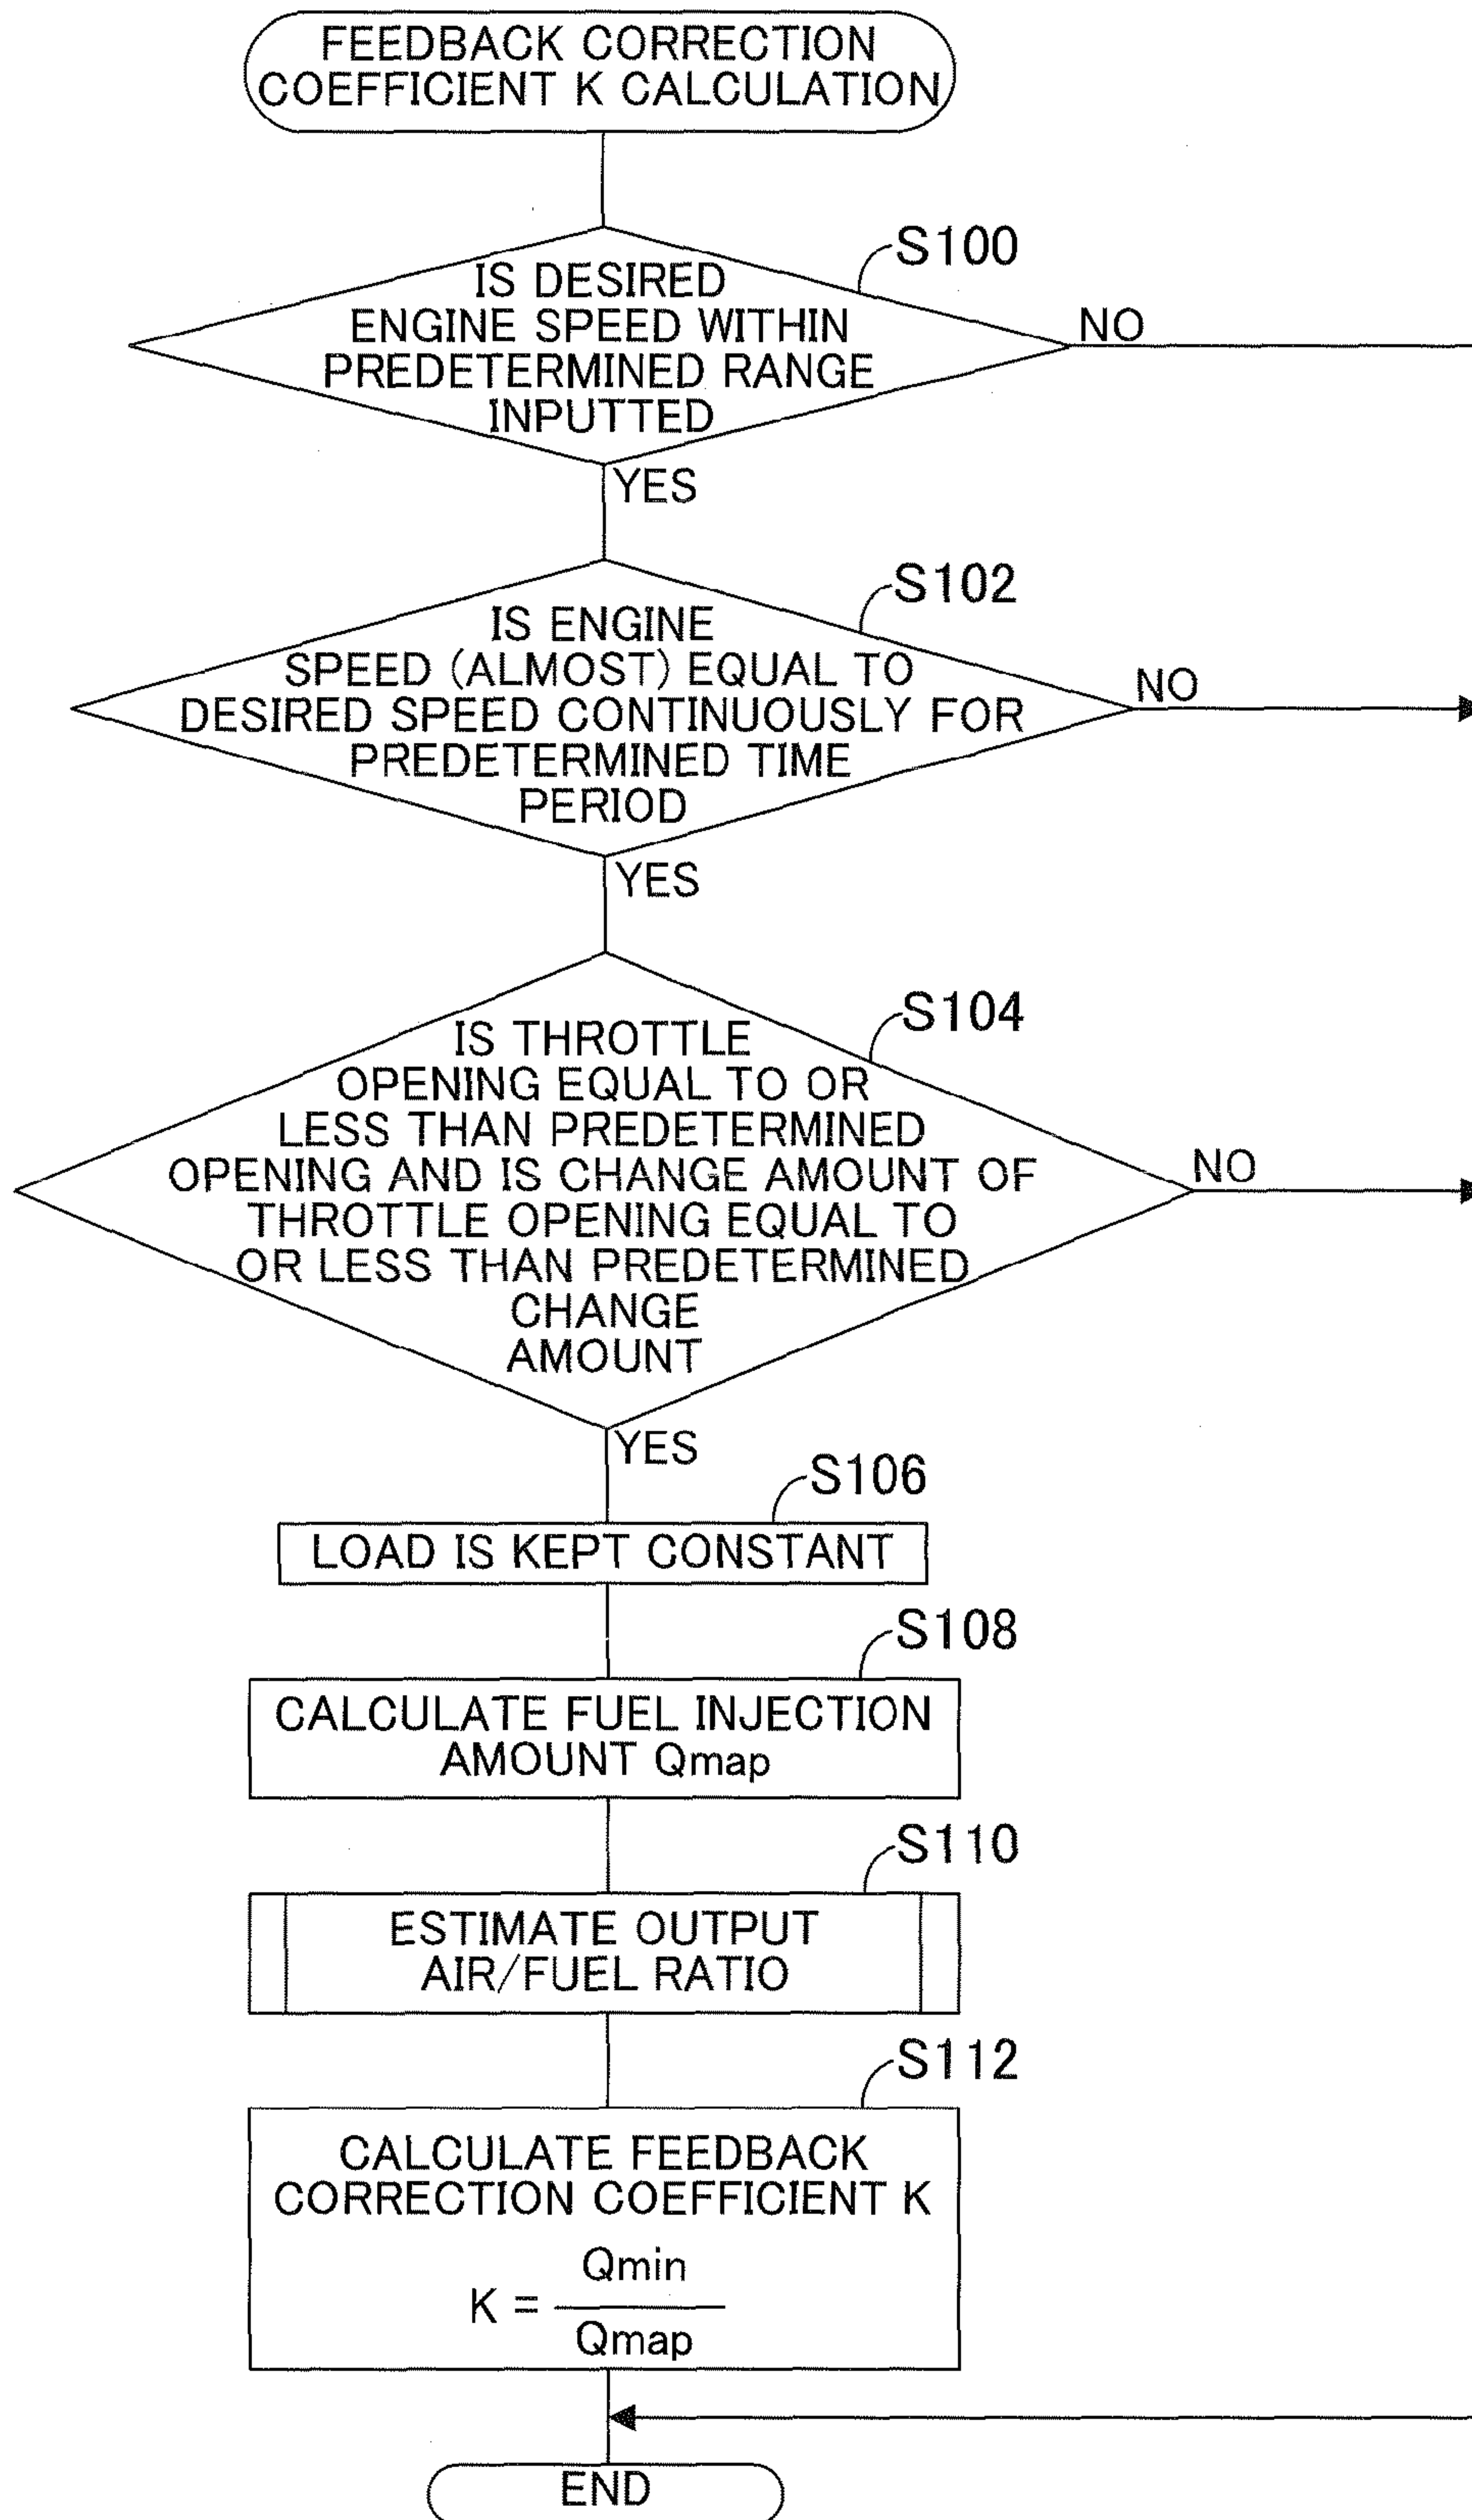 FEEDBACK CORRECTION
COEFFICIENT K CALCULATION
S100
IS DESIRED
ENGINE SPEED WITHIN
PREDETERMINED RANGE
INPUTTED
NO
YES
S102
IS ENGINE
SPEED (ALMOST) EQUAL TO
DESIRED SPEED CONTINUOUSLY FOR
PREDETERMINED TIME
PERIOD
NO
YES
S104
IS THROTTLE
OPENING EQUAL TO OR
LESS THAN PREDETERMINED
OPENING AND IS CHANGE AMOUNT OF
THROTTLE OPENING EQUAL TO
OR LESS THAN PREDETERMINED
CHANGE
AMOUNT
NO
YES
S106
LOAD IS KEPT CONSTANT
S108
CALCULATE FUEL INJECTION
AMOUNT Qmap
S110
ESTIMATE OUTPUT
AIR/FUEL RATIO
S112
CALCULATE FEEDBACK
CORRECTION COEFFICIENT K
Qmin
K =
Qmap
END